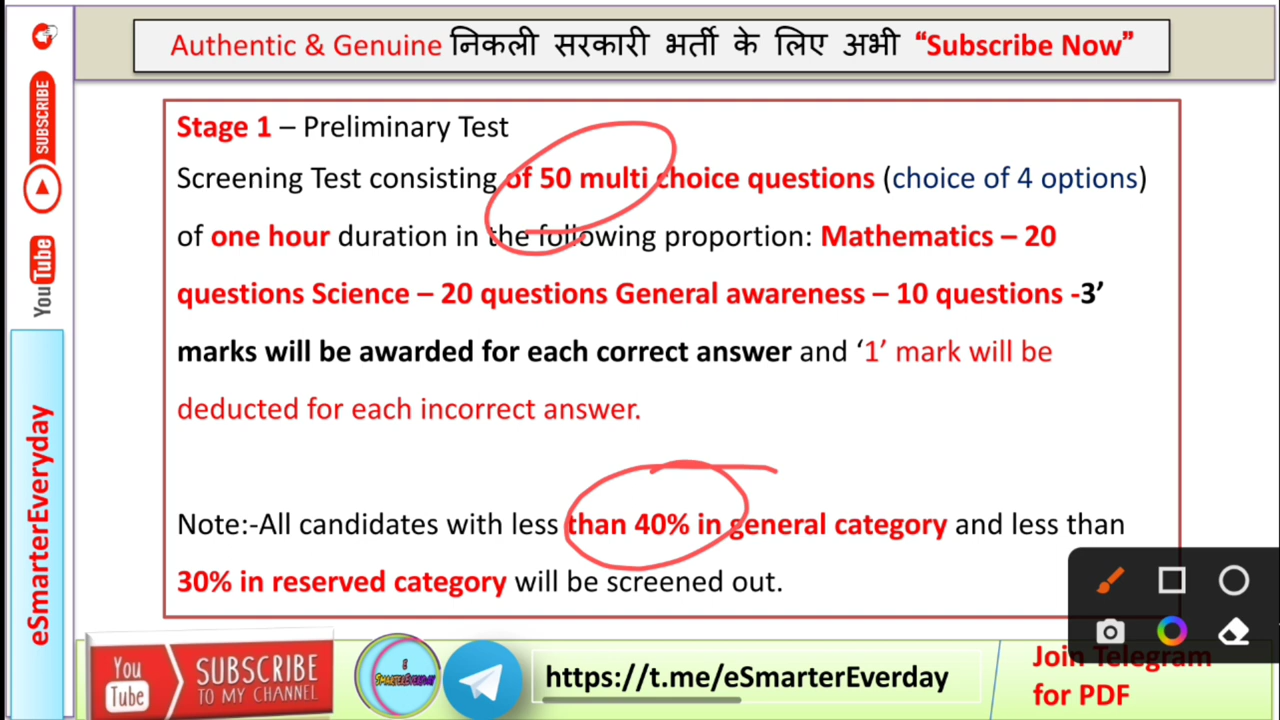 Authentic & Genuine निकली सरकारी भर्ती के लिए अभी “Subscribe Now”
SUBSCRIBE
YouTube
eSmarterEveryday
Stage 1 – Preliminary Test
Screening Test consisting of 50 multi choice questions (choice of 4 options)
of one hour duration in the following proportion: Mathematics – 20
questions Science – 20 questions General awareness – 10 questions -3’
marks will be awarded for each correct answer and ‘1’ mark will be
deducted for each incorrect answer.
Note:-All candidates with less than 40% in general category and less than
30% in reserved category will be screened out.
You Tube
SUBSCRIBE
TO MY CHANNEL
E
SMARTEREVERDAY
https://t.me/eSmarterEverday
Join Telegram
for PDF